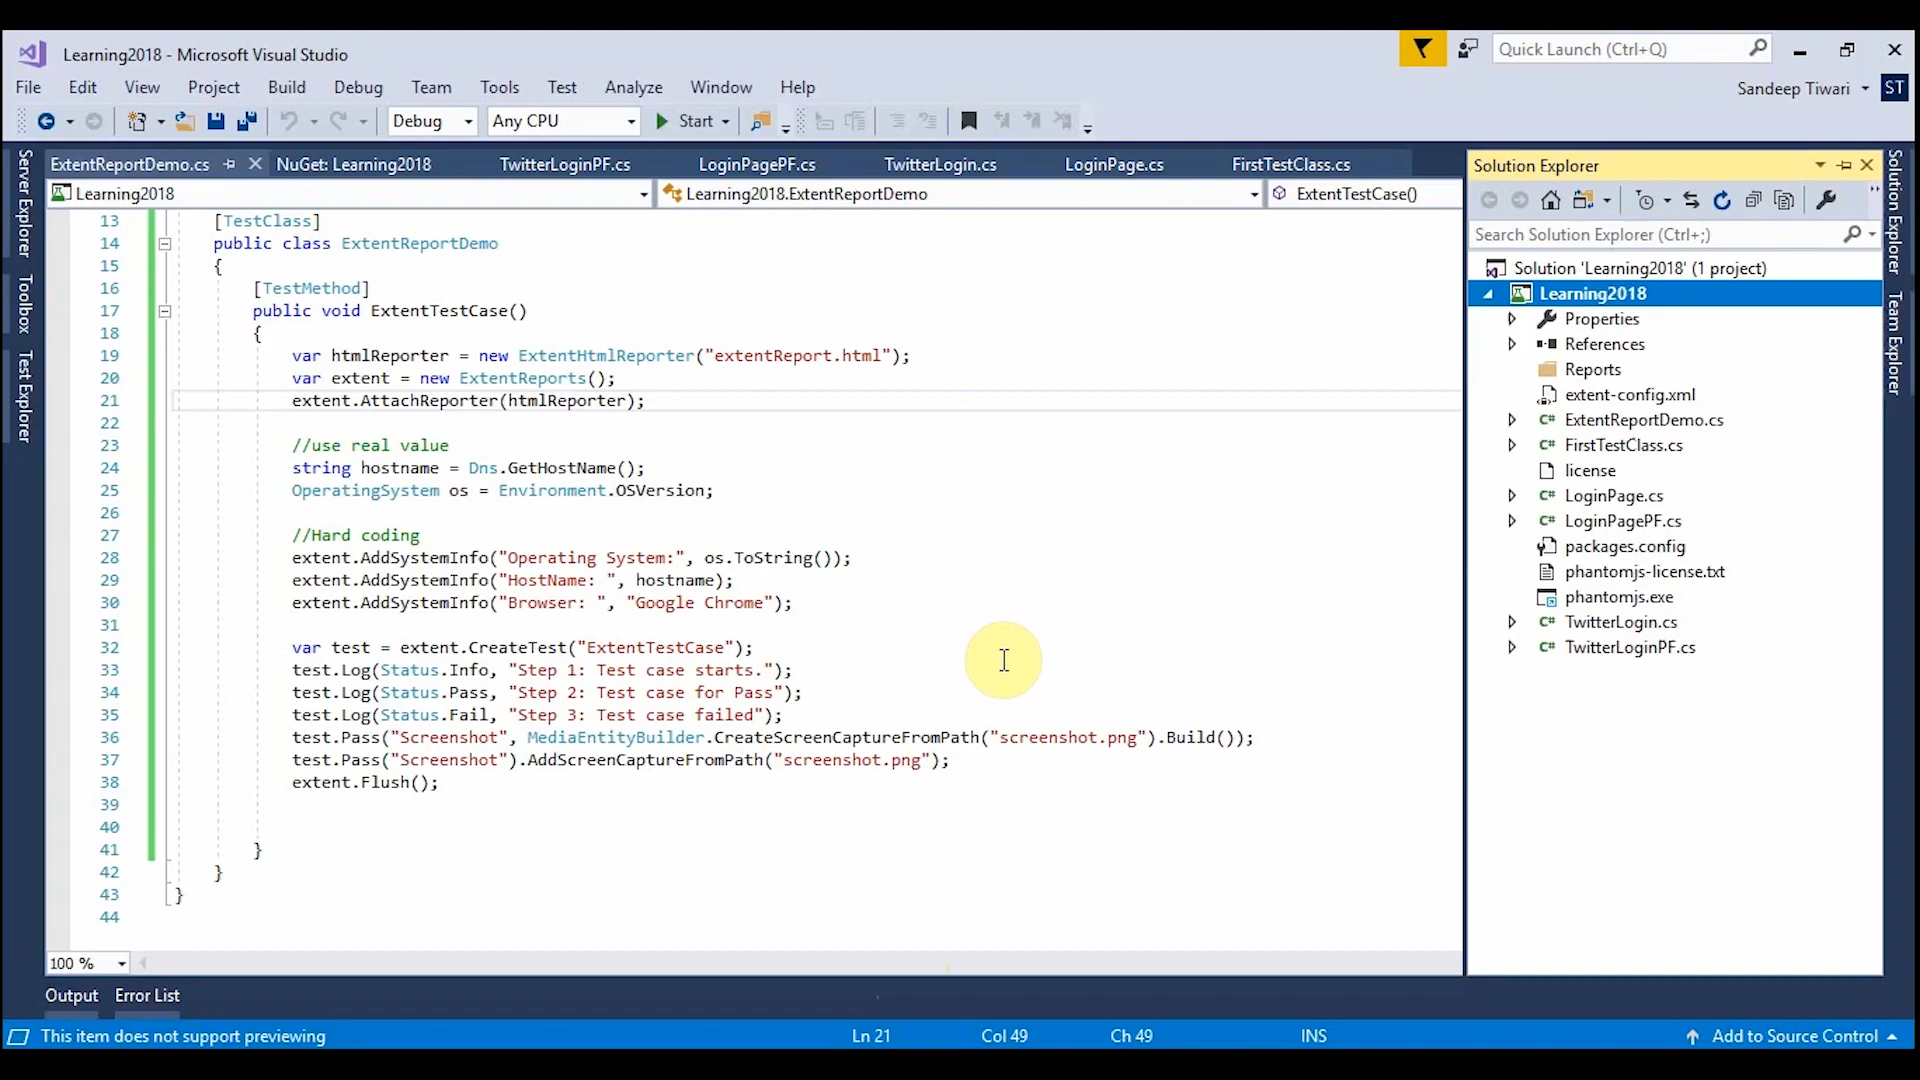 Learning2018 - Microsoft Visual Studio
Quick Launch (Ctrl+Q)
File Edit View Project Build Debug Team Tools Test Analyze Window Help
Sandeep Tiwari ST
Debug Any CPU Start
ExtentReportDemo.cs NuGet: Learning2018 TwitterLoginPF.cs LoginPagePF.cs TwitterLogin.cs LoginPage.cs FirstTestClass.cs
Learning2018 Learning2018.ExtentReportDemo ExtentTestCase()
Server Explorer
Toolbox
Test Explorer
13 [TestClass]
14 public class ExtentReportDemo
15 {
16 [TestMethod]
17 public void ExtentTestCase()
18 {
19 var htmlReporter = new ExtentHtmlReporter("extentReport.html");
20 var extent = new ExtentReports();
21 extent.AttachReporter(htmlReporter);
22
23 //use real value
24 string hostname = Dns.GetHostName();
25 OperatingSystem os = Environment.OSVersion;
26
27 //Hard coding
28 extent.AddSystemInfo("Operating System:", os.ToString());
29 extent.AddSystemInfo("HostName: ", hostname);
30 extent.AddSystemInfo("Browser: ", "Google Chrome");
31
32 var test = extent.CreateTest("ExtentTestCase");
33 test.Log(Status.Info, "Step 1: Test case starts.");
34 test.Log(Status.Pass, "Step 2: Test case for Pass");
35 test.Log(Status.Fail, "Step 3: Test case failed");
36 test.Pass("Screenshot", MediaEntityBuilder.CreateScreenCaptureFromPath("screenshot.png").Build());
37 test.Pass("Screenshot").AddScreenCaptureFromPath("screenshot.png");
38 extent.Flush();
39
40
41 }
42 }
43 }
44
100 %
Solution Explorer
Search Solution Explorer (Ctrl+;)
Solution 'Learning2018' (1 project)
Learning2018
Properties
References
Reports
extent-config.xml
C# ExtentReportDemo.cs
C# FirstTestClass.cs
license
C# LoginPage.cs
C# LoginPagePF.cs
packages.config
phantomjs-license.txt
phantomjs.exe
C# TwitterLogin.cs
C# TwitterLoginPF.cs
Solution Explorer
Team Explorer
Output Error List
This item does not support previewing Ln 21 Col 49 Ch 49 INS Add to Source Control